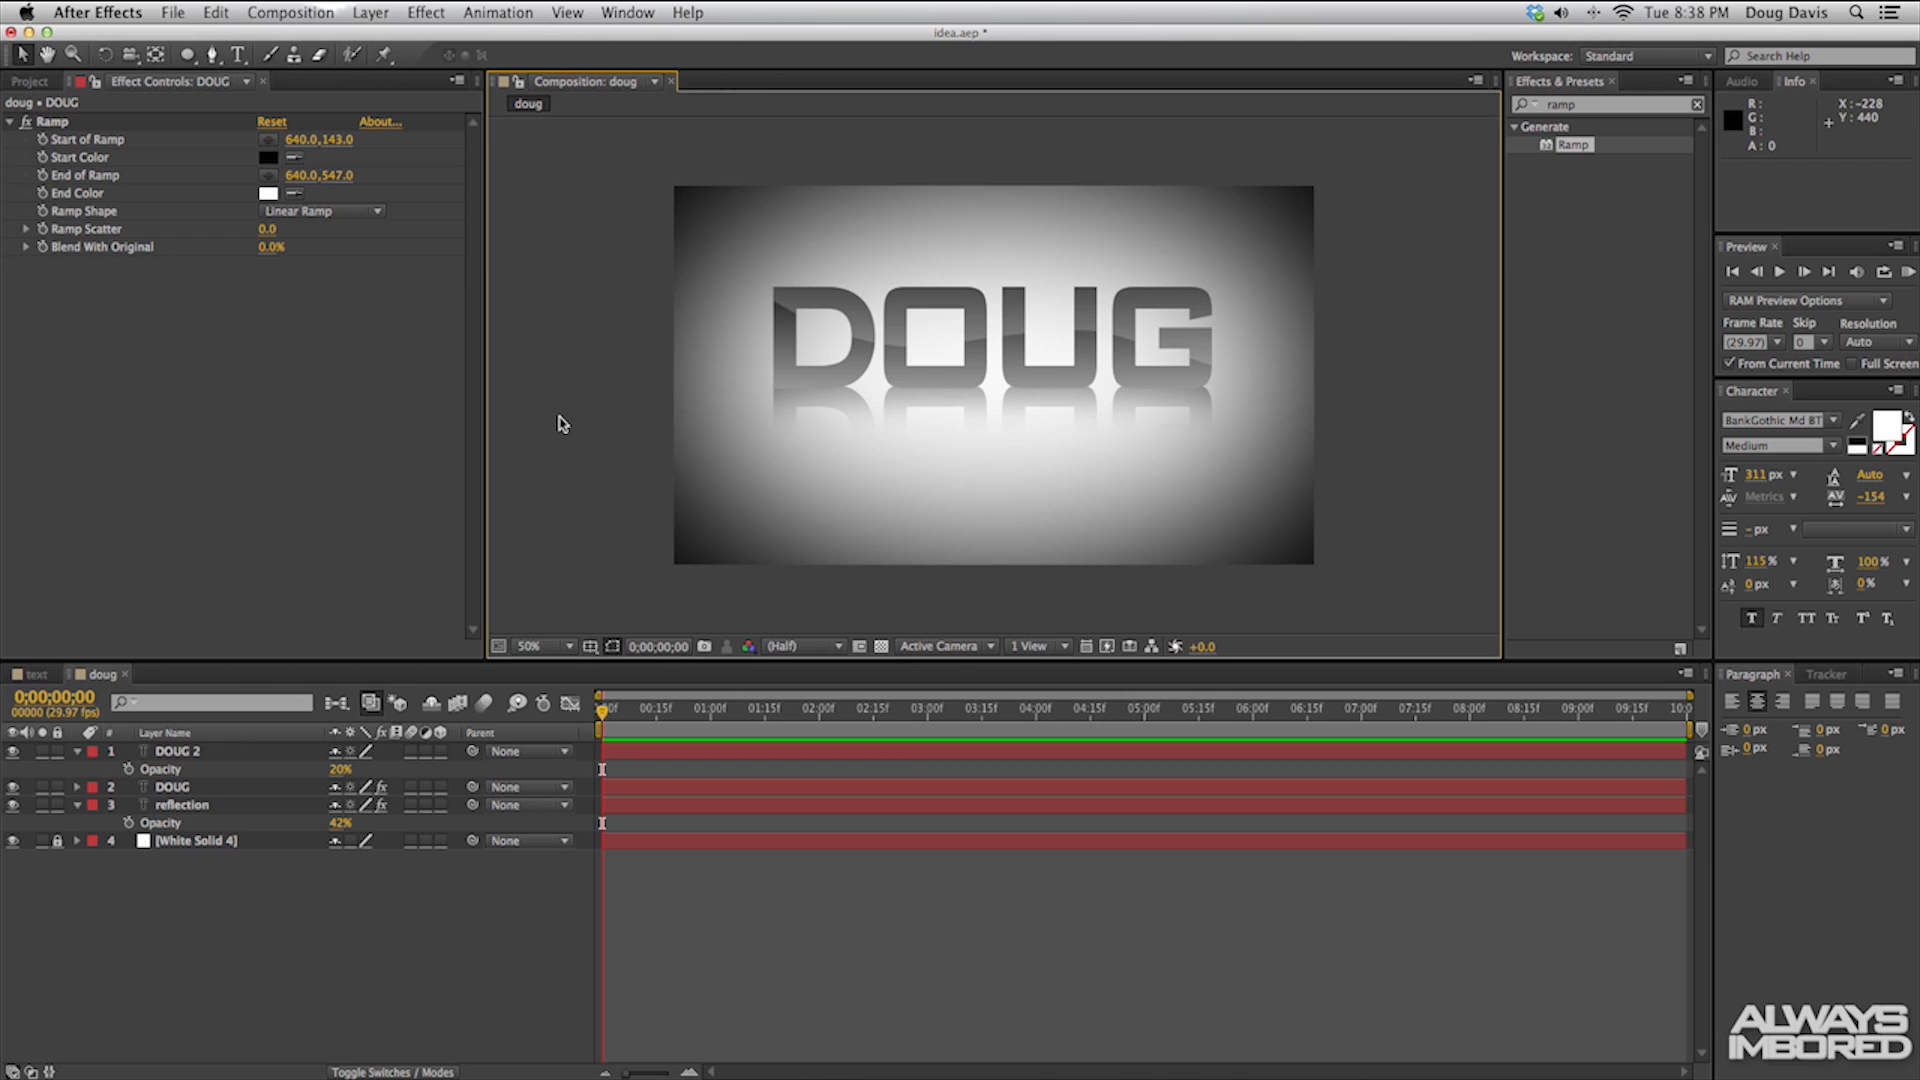 After Effects File Edit Composition Layer Effect Animation View Window Help Tue 8:38 PM Doug Davis
idea.aep *
Workspace: Standard Search Help
Project Effect Controls: DOUG
doug • DOUG
fx Ramp Reset About...
Start of Ramp 640.0,143.0
Start Color
End of Ramp 640.0,547.0
End Color
Ramp Shape Linear Ramp
Ramp Scatter 0.0
Blend With Original 0.0%
Composition: doug
doug
DOUG
50% 0;00;00;00 (Half) Active Camera 1 View +0.0
Effects & Presets
ramp
Generate
Ramp
Audio Info
R: X: -228
G: Y: 440
B:
A: 0
Preview
RAM Preview Options
Frame Rate Skip Resolution
(29.97) 0 Auto
From Current Time Full Screen
Character
BankGothic Md BT
Medium
311 px Auto
Metrics -154
- px
115% 100%
0 px 0%
T T TT Tr T¹ T₁
text doug
0;00;00;00
00000 (29.97 fps)
00f 00:15f 01:00f 01:15f 02:00f 02:15f 03:00f 03:15f 04:00f 04:15f 05:00f 05:15f 06:00f 06:15f 07:00f 07:15f 08:00f 08:15f 09:00f 09:15f 10:0
# Layer Name fx Parent
1 T DOUG 2 None
Opacity 20%
2 T DOUG fx None
3 T reflection fx None
Opacity 42%
4 [White Solid 4] None
Toggle Switches / Modes
Paragraph Tracker
0 px 0 px 0 px
0 px 0 px
ALWAYS
IMBORED